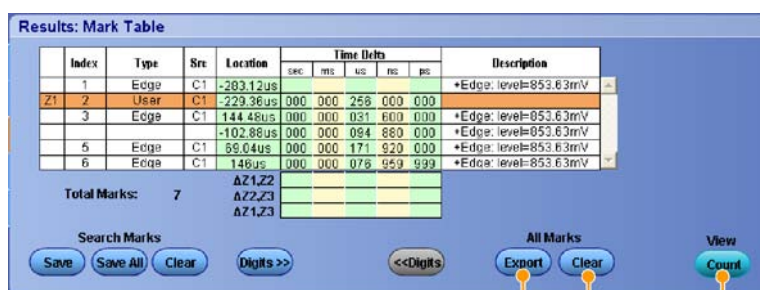 Results: Mark Table
Time Delta
Index Type Src Location sec ms us ns ps Description
1 Edge C1 -283.12us +Edge: level=853.63mV
Z1 2 User C1 -229.36us 000 000 256 000 000
3 Edge C1 144.48us 000 000 031 600 000 +Edge: level=853.63mV
-102.88us 000 000 094 880 000 +Edge: level=853.63mV
5 Edge C1 69.04us 000 000 171 920 000 +Edge: level=853.63mV
6 Edge C1 146us 000 000 076 959 999 +Edge: level=853.63mV
ΔZ1,Z2
Total Marks: 7 ΔZ2,Z3
ΔZ1,Z3
Search Marks All Marks View
Save Save All Clear Digits >> <<Digits Export Clear Count